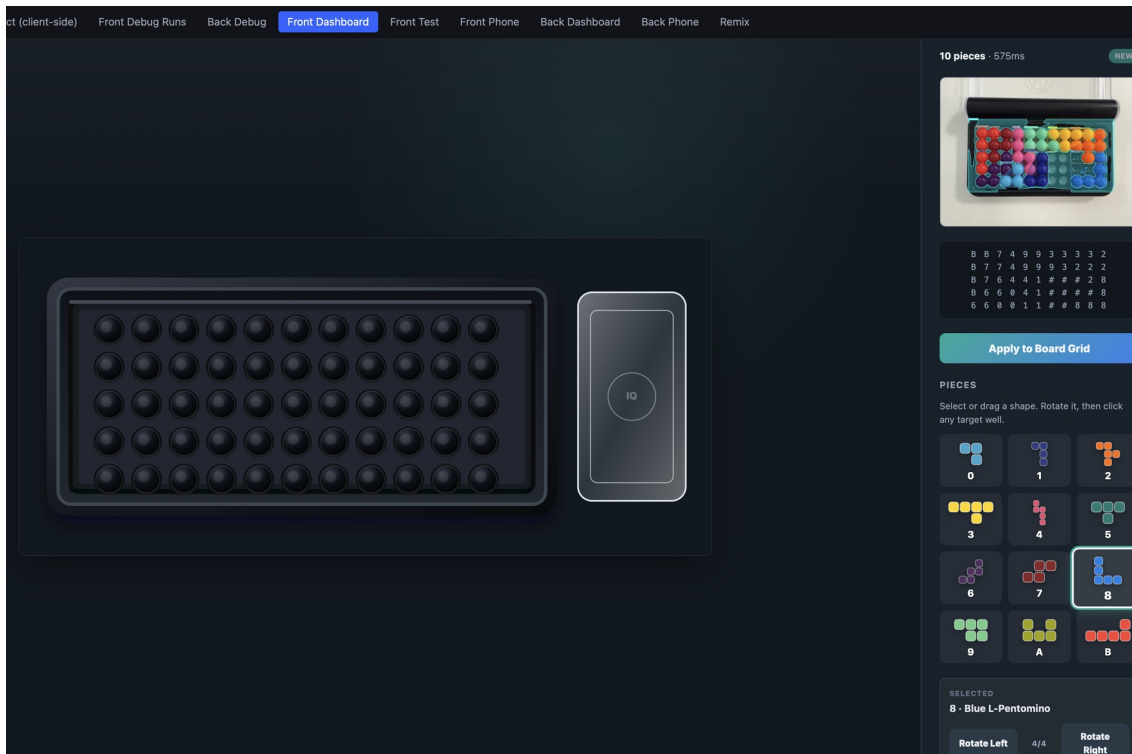 ct (client-side) Front Debug Runs Back Debug Front Dashboard Front Test Front Phone Back Dashboard Back Phone Remix
10 pieces · 575ms NEW
B B 7 4 9 9 3 3 3 3 2
B 7 7 4 9 9 9 3 2 2 2
B 7 6 4 4 1 # # # 2 8
B 6 6 0 4 1 # # # # 8
6 6 0 0 1 1 # # 8 8 8
Apply to Board Grid
IQ
PIECES
Select or drag a shape. Rotate it, then click
any target well.
0 1 2
3 4 5
6 7 8
9 A B
SELECTED
8 · Blue L-Pentomino
Rotate Left 4/4 Rotate
Right